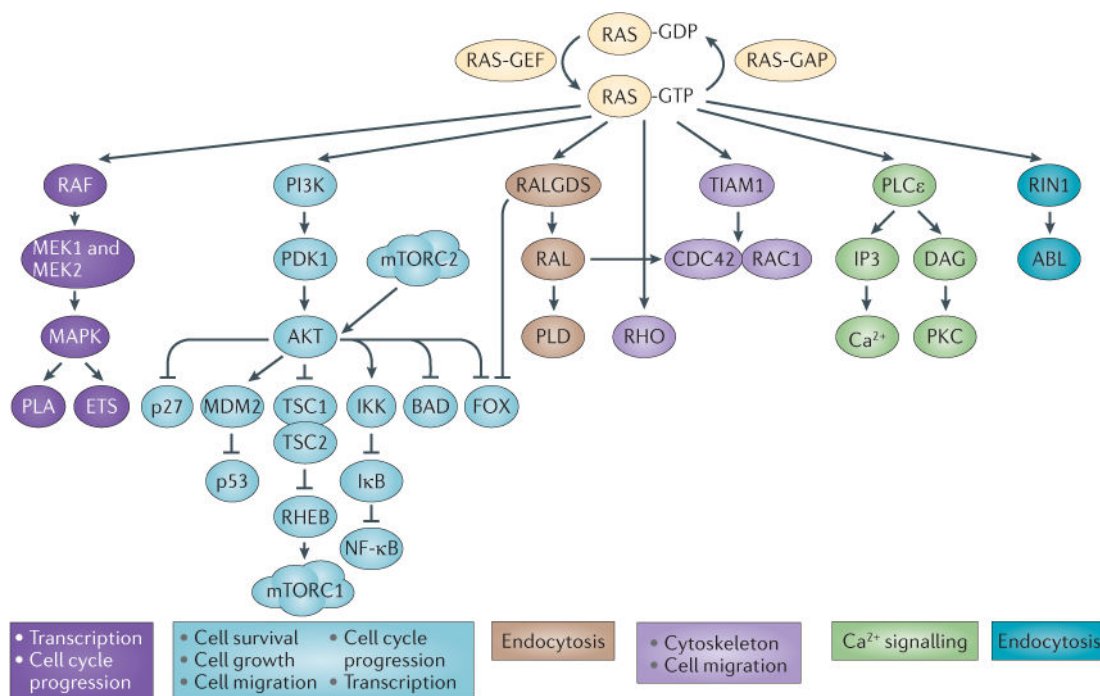 RAS -GDP
RAS-GEF
RAS-GAP
RAS -GTP
RAF
PI3K
RALGDS
TIAM1
PLCε
RIN1
MEK1 and
MEK2
PDK1
mTORC2
RAL
CDC42
RAC1
IP3
DAG
ABL
MAPK
AKT
PLD
RHO
Ca²⁺
PKC
PLA
ETS
p27
MDM2
TSC1
IKK
BAD
FOX
TSC2
p53
IκB
RHEB
NF-κB
mTORC1
• Transcription
• Cell cycle
progression
• Cell survival
• Cell growth
• Cell migration
• Cell cycle
progression
• Transcription
Endocytosis
• Cytoskeleton
• Cell migration
Ca²⁺ signalling
Endocytosis